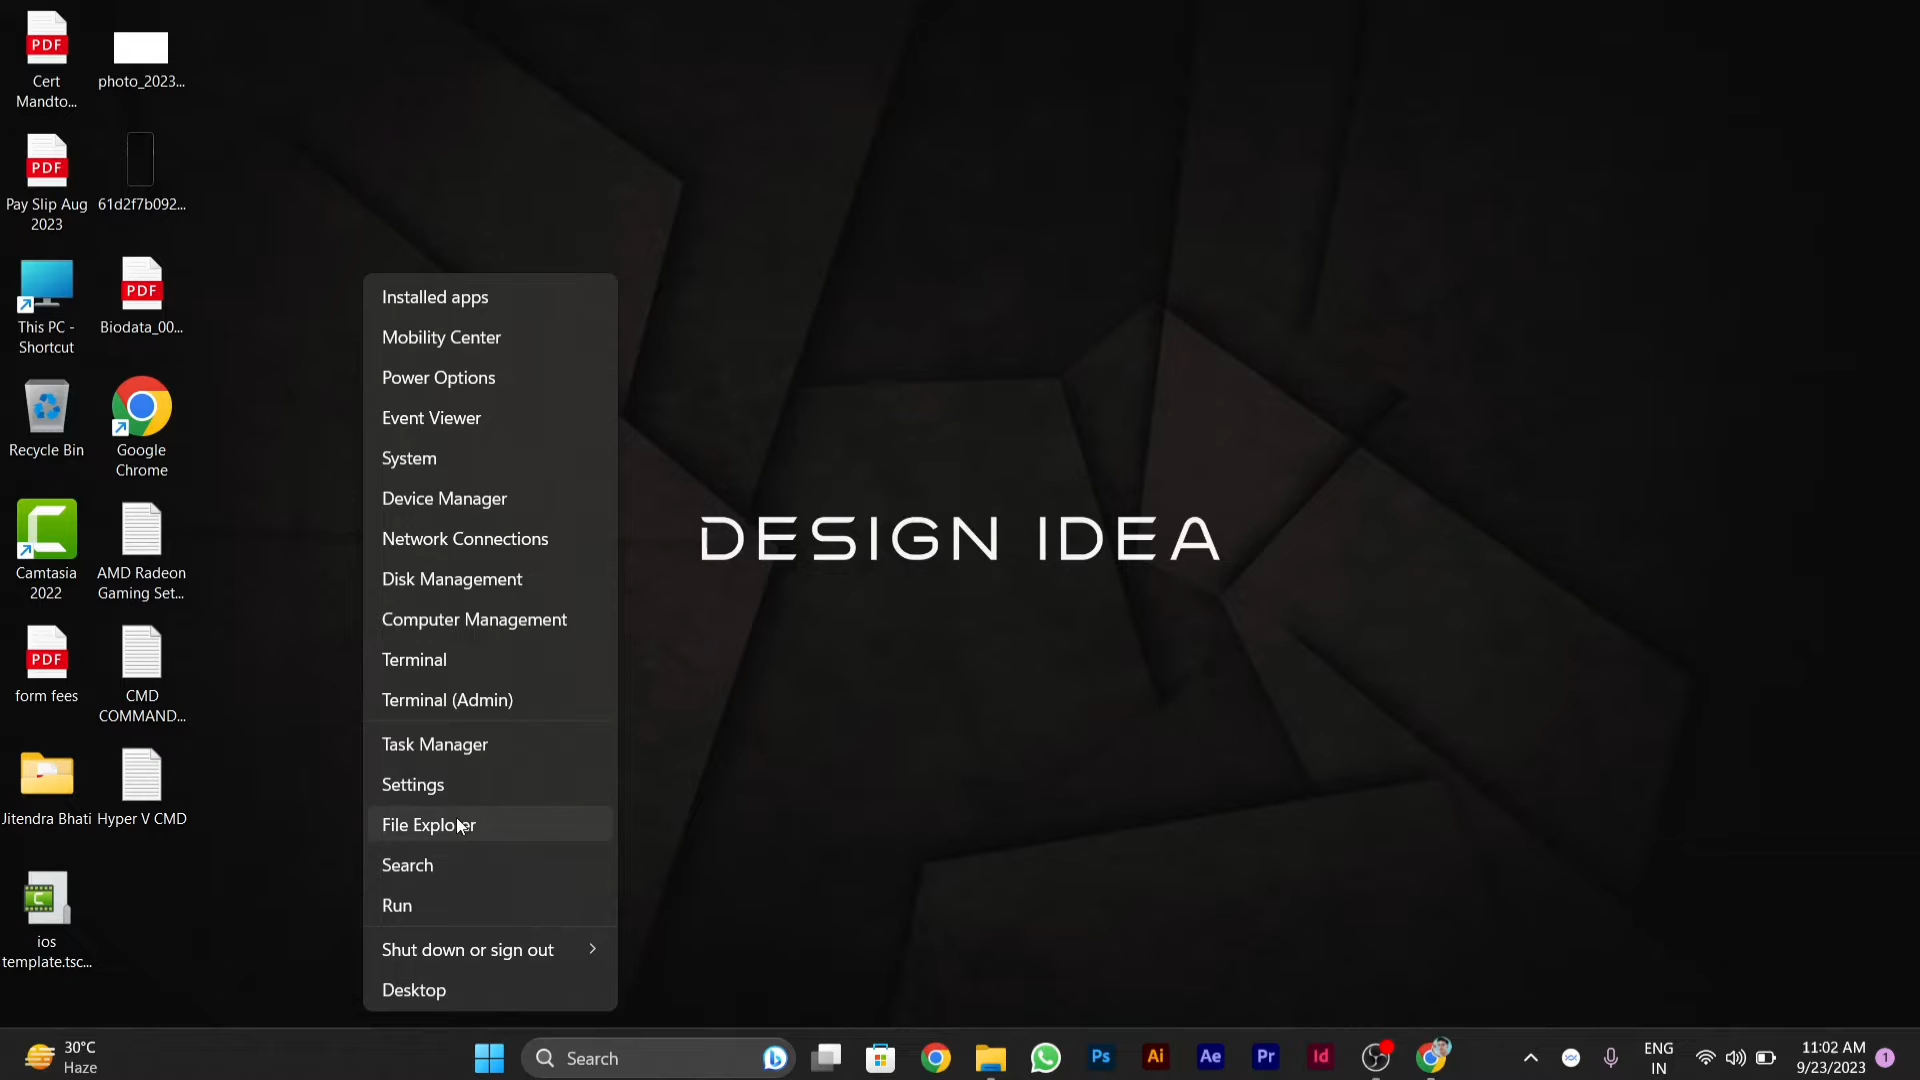 Cert
Mandto...
photo_2023...
Pay Slip Aug
2023
61d2f7b092...
This PC -
Shortcut
Biodata_00...
Recycle Bin
Google
Chrome
Camtasia
2022
AMD Radeon
Gaming Set...
form fees
CMD
COMMAND...
Jitendra Bhati
Hyper V CMD
ios
template.tsc...
PDF
PDF
PDF
PDF
Installed apps
Mobility Center
Power Options
Event Viewer
System
Device Manager
Network Connections
Disk Management
Computer Management
Terminal
Terminal (Admin)
Task Manager
Settings
File Explorer
Search
Run
Shut down or sign out
Desktop
DESIGN IDEA
30°C
Haze
Search
Ps
Ai
Ae
Pr
Id
ENG
IN
11:02 AM
9/23/2023
1